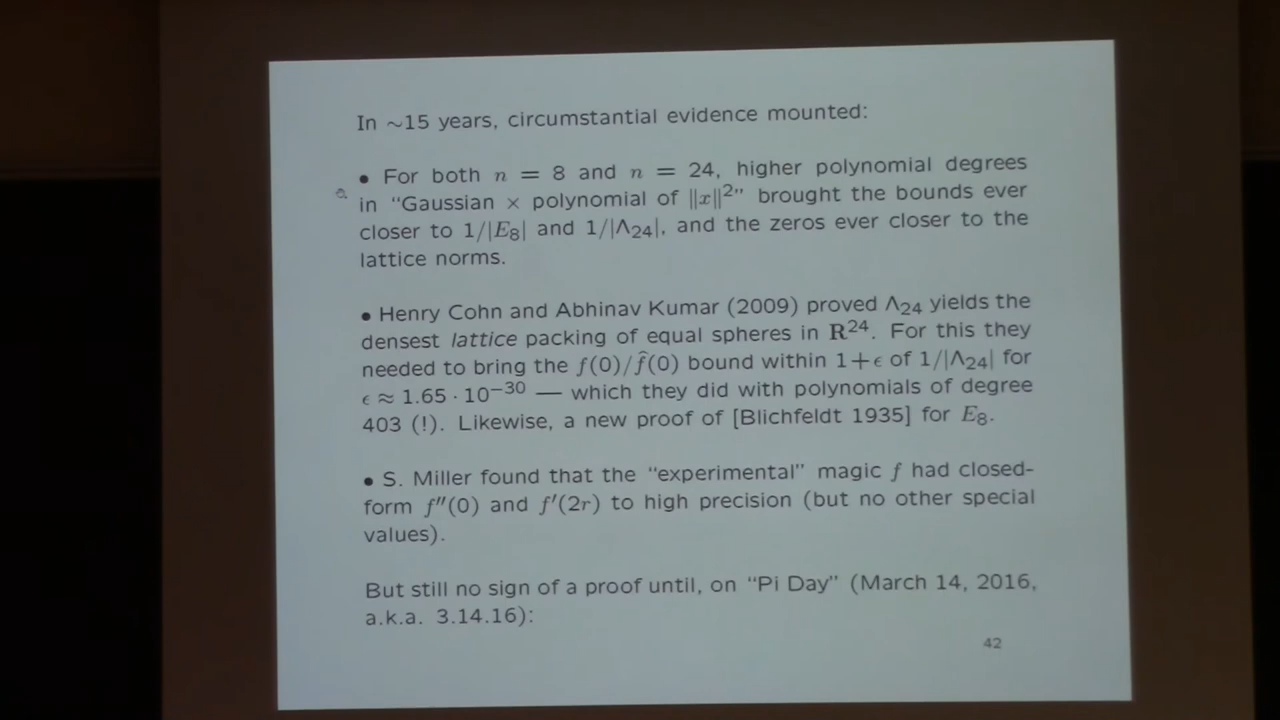 In ∼15 years, circumstantial evidence mounted:
• For both n = 8 and n = 24, higher polynomial degrees
in “Gaussian × polynomial of ‖x‖²” brought the bounds ever
closer to 1/|E₈| and 1/|Λ₂₄|, and the zeros ever closer to the
lattice norms.
• Henry Cohn and Abhinav Kumar (2009) proved Λ₂₄ yields the
densest lattice packing of equal spheres in R²⁴. For this they
needed to bring the f(0)/f̂(0) bound within 1+ϵ of 1/|Λ₂₄| for
ϵ ≈ 1.65 · 10⁻³⁰ — which they did with polynomials of degree
403 (!). Likewise, a new proof of [Blichfeldt 1935] for E₈.
• S. Miller found that the “experimental” magic f had closed-
form f′′(0) and f′(2r) to high precision (but no other special
values).
But still no sign of a proof until, on “Pi Day” (March 14, 2016,
a.k.a. 3.14.16):
42